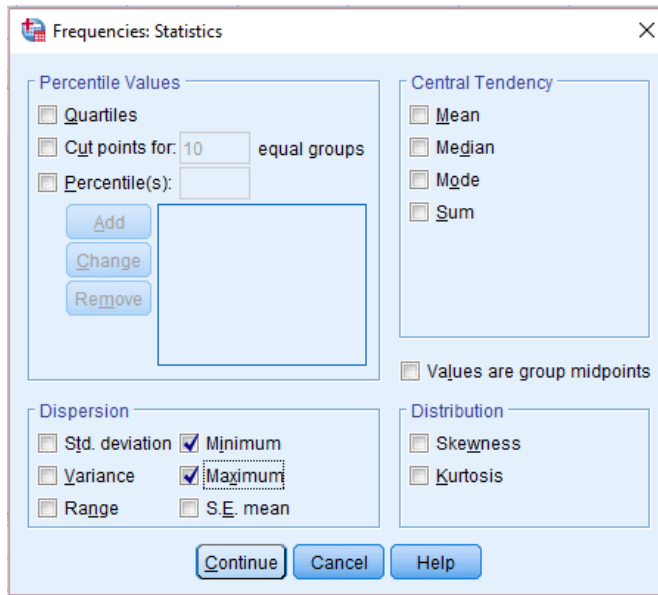 Frequencies: Statistics
Percentile Values
Quartiles
Cut points for: 10 equal groups
Percentile(s):
Add
Change
Remove
Central Tendency
Mean
Median
Mode
Sum
Values are group midpoints
Dispersion
Std. deviation Minimum
Variance Maximum
Range S.E. mean
Distribution
Skewness
Kurtosis
Continue Cancel Help